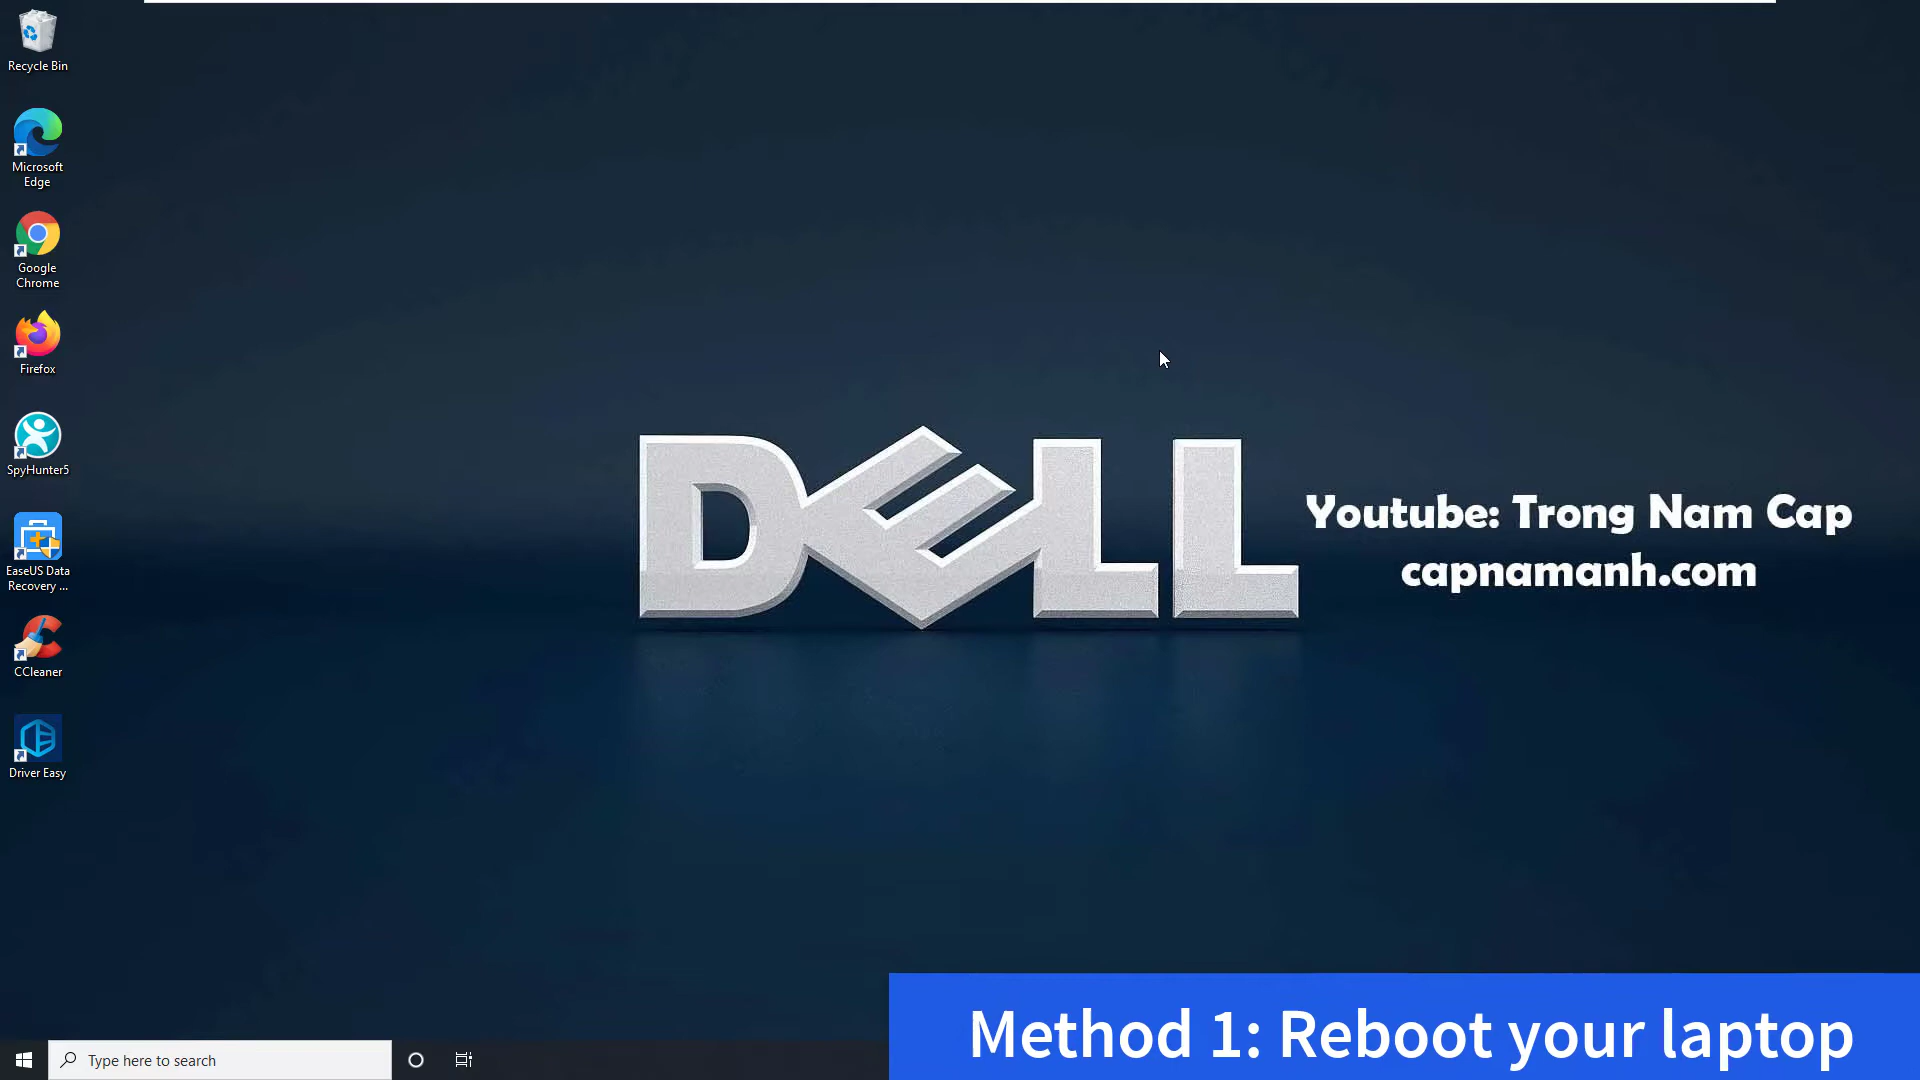 Recycle Bin
Microsoft
Edge
Google
Chrome
Firefox
SpyHunter5
EaseUS Data
Recovery ...
CCleaner
Driver Easy
DELL
Youtube: Trong Nam Cap
capnamanh.com
Method 1: Reboot your laptop
Type here to search